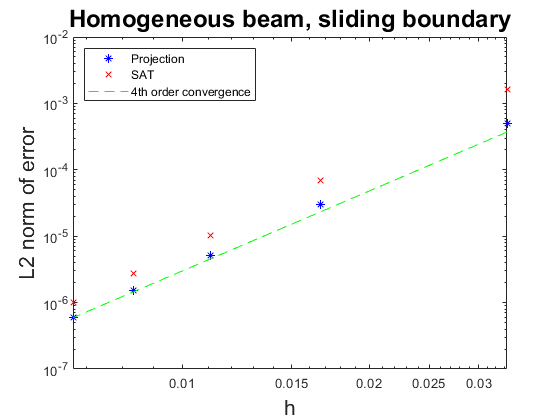 Homogeneous beam, sliding boundary
10^-2
10^-3
10^-4
10^-5
10^-6
10^-7
L2 norm of error
Projection
SAT
4th order convergence
0.01
0.015
0.02
0.025
0.03
h